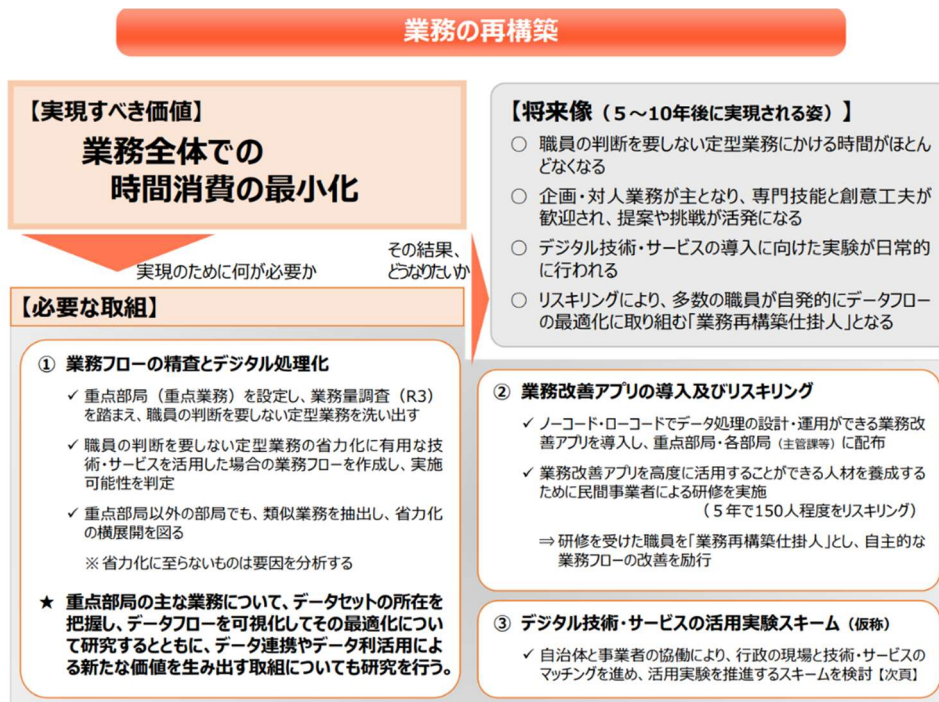 業務の再構築
【実現すべき価値】
業務全体での
時間消費の最小化
実現のために何が必要か
その結果、
どうなりたいか
【将来像（５～10年後に実現される姿）】
○ 職員の判断を要しない定型業務にかける時間がほとん
どなくなる
○ 企画・対人業務が主となり、専門技能と創意工夫が
歓迎され、提案や挑戦が活発になる
○ デジタル技術・サービスの導入に向けた実験が日常的
に行われる
○ リスキリングにより、多数の職員が自発的にデータフロー
の最適化に取り組む「業務再構築仕掛人」となる
【必要な取組】
① 業務フローの精査とデジタル処理化
✓ 重点部局（重点業務）を設定し、業務量調査（R3）
を踏まえ、職員の判断を要しない定型業務を洗い出す
✓ 職員の判断を要しない定型業務の省力化に有用な技
術・サービスを活用した場合の業務フローを作成し、実施
可能性を判定
✓ 重点部局以外の部局でも、類似業務を抽出し、省力化
の横展開を図る
※ 省力化に至らないものは要因を分析する
★ 重点部局の主な業務について、データセットの所在を
把握し、データフローを可視化してその最適化につい
て研究するとともに、データ連携やデータ利活用によ
る新たな価値を生み出す取組についても研究を行う。
② 業務改善アプリの導入及びリスキリング
✓ ノーコード・ローコードでデータ処理の設計・運用ができる業務改
善アプリを導入し、重点部局・各部局（主管課等）に配布
✓ 業務改善アプリを高度に活用することができる人材を養成する
ために民間事業者による研修を実施
（５年で150人程度をリスキリング）
⇒ 研修を受けた職員を「業務再構築仕掛人」とし、自主的な
業務フローの改善を励行
③ デジタル技術・サービスの活用実験スキーム（仮称）
✓ 自治体と事業者の協働により、行政の現場と技術・サービスの
マッチングを進め、活用実験を推進するスキームを検討【次頁】